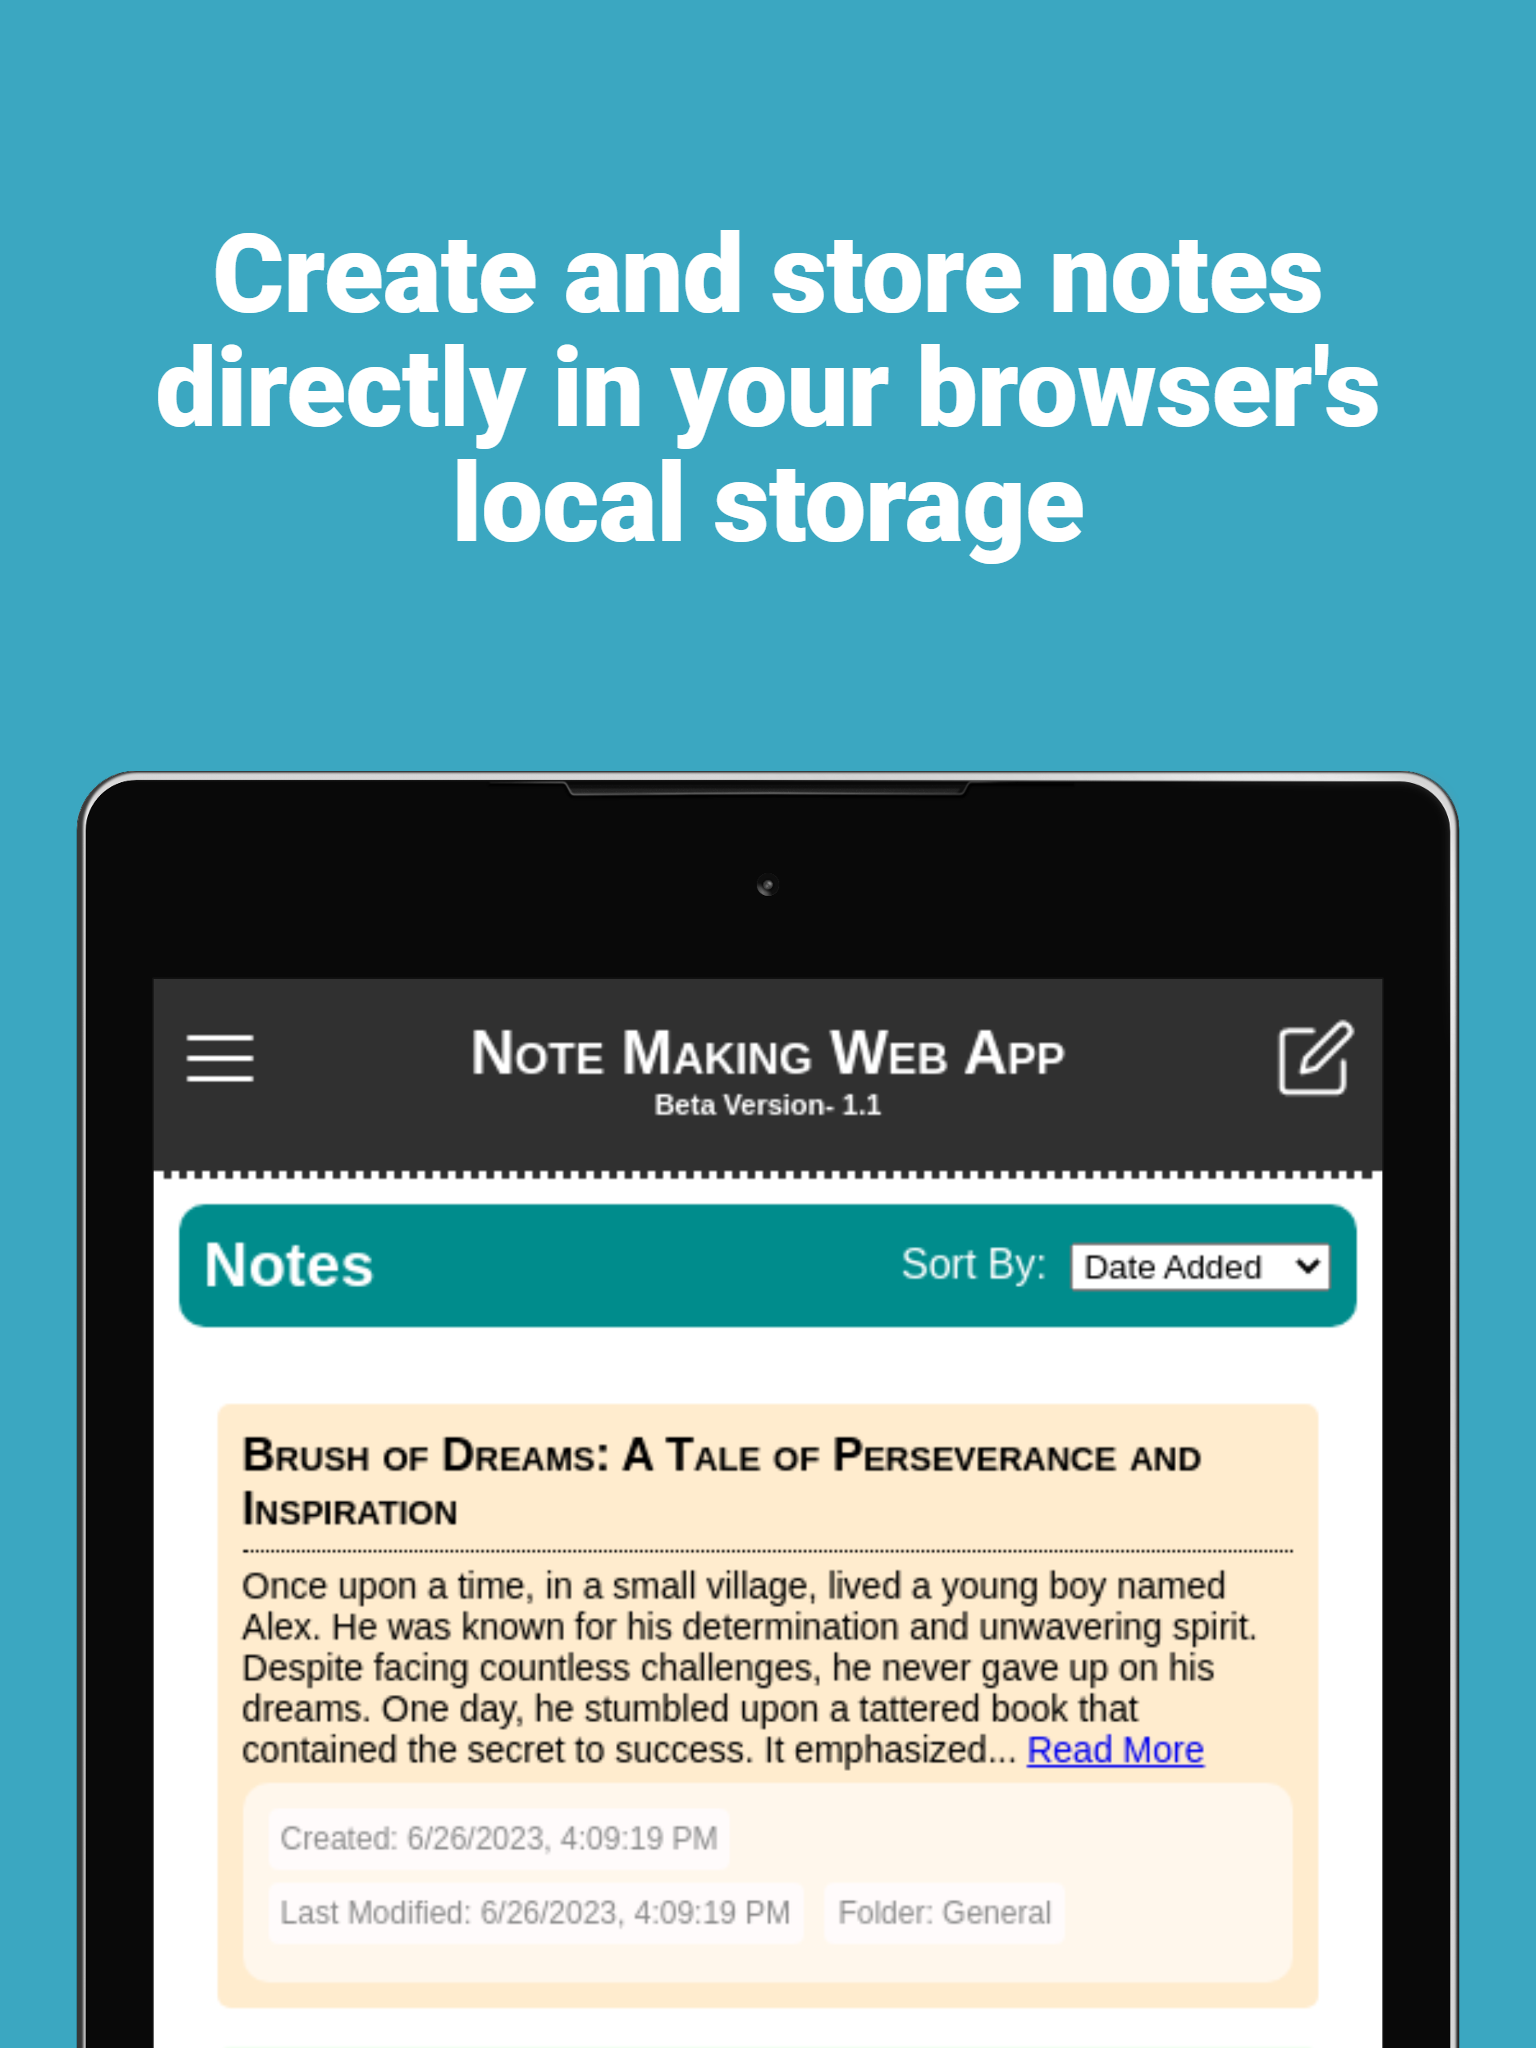 Create and store notes
directly in your browser's
local storage
Note Making Web App
Beta Version- 1.1
Notes
Sort By:
Date Added
Brush of Dreams: A Tale of Perseverance and
Inspiration
Once upon a time, in a small village, lived a young boy named
Alex. He was known for his determination and unwavering spirit.
Despite facing countless challenges, he never gave up on his
dreams. One day, he stumbled upon a tattered book that
contained the secret to success. It emphasized... Read More
Created: 6/26/2023, 4:09:19 PM
Last Modified: 6/26/2023, 4:09:19 PM
Folder: General